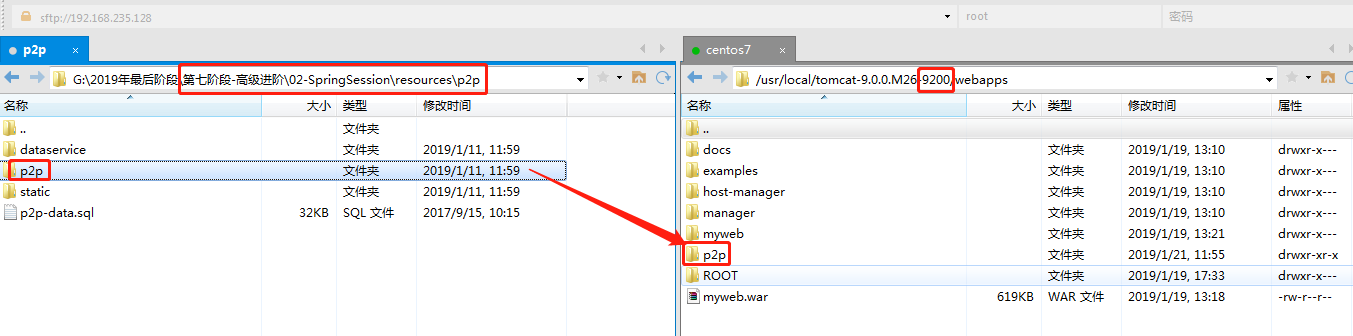 sftp://192.168.235.128 root 密码
p2p × centos7 ×
G:\2019年最后阶段\第七阶段-高级进阶\02-SpringSession\resources\p2p
/usr/local/tomcat-9.0.0.M26-9200/webapps
名称 大小 类型 修改时间
.. 文件夹
dataservice 文件夹 2019/1/11, 11:59
p2p 文件夹 2019/1/11, 11:59
static 文件夹 2019/1/11, 11:59
p2p-data.sql 32KB SQL 文件 2017/9/15, 10:15
名称 大小 类型 修改时间 属性
.. 文件夹
docs 文件夹 2019/1/19, 13:10 drwxr-x---
examples 文件夹 2019/1/19, 13:10 drwxr-x---
host-manager 文件夹 2019/1/19, 13:10 drwxr-x---
manager 文件夹 2019/1/19, 13:10 drwxr-x---
myweb 文件夹 2019/1/19, 13:21 drwxr-x---
p2p 文件夹 2019/1/21, 11:55 drwxr-xr-x
ROOT 文件夹 2019/1/19, 17:33 drwxr-x---
myweb.war 619KB WAR 文件 2019/1/19, 13:18 -rw-r--r--